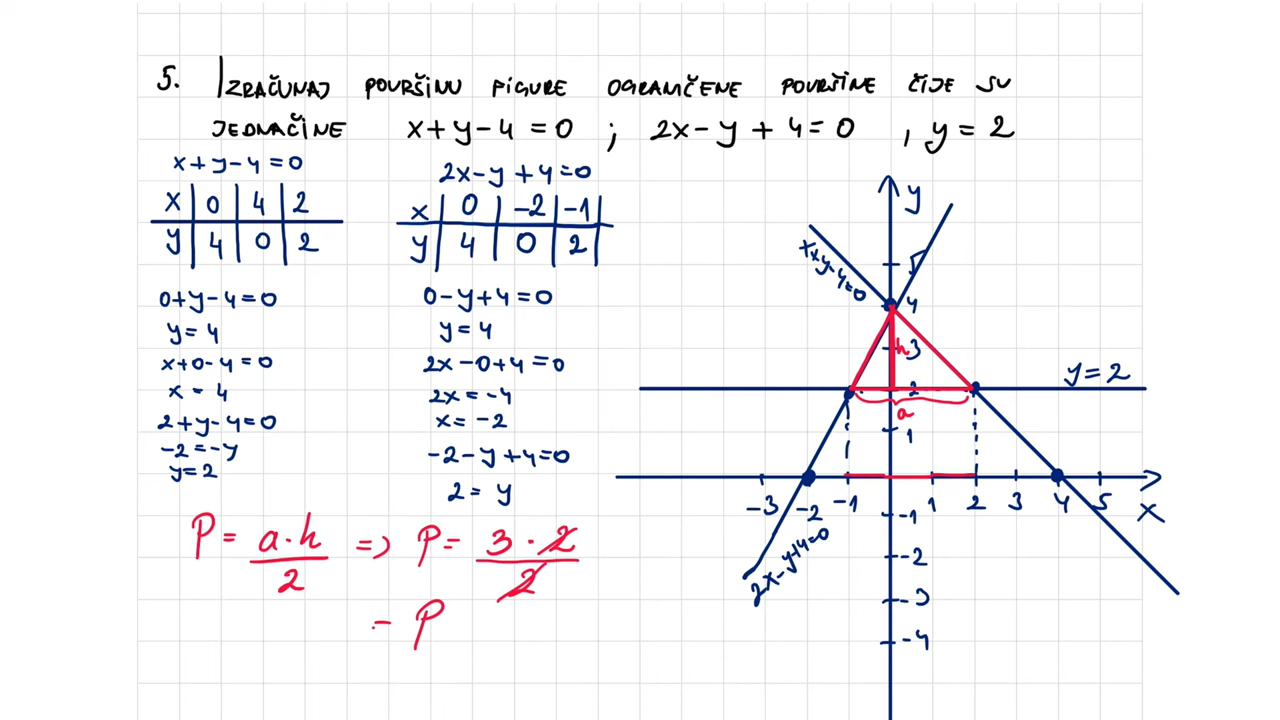 5. IZRAČUNAJ POVRŠINU FIGURE OGRANIČENE POVRŠINE ČIJE SU
JEDNAČINE x+y-4=0 ; 2x-y+4=0 , y=2
x+y-4=0
x | 0 | 4 | 2
y | 4 | 0 | 2
0+y-4=0
y=4
x+0-4=0
x=4
2+y-4=0
-2=-y
y=2
2x-y+4=0
x | 0 | -2 | -1
y | 4 | 0 | 2
0-y+4=0
y=4
2x-0+4=0
2x=-4
x=-2
-2-y+4=0
2=y
P= a·h/2 => P= 3·2/2
= P
y
x+y-4=0
4
h
3
y=2
2
a
1
-3 -2 -1 1 2 3 4 5
x
-1
2x-y+4=0
-2
-3
-4